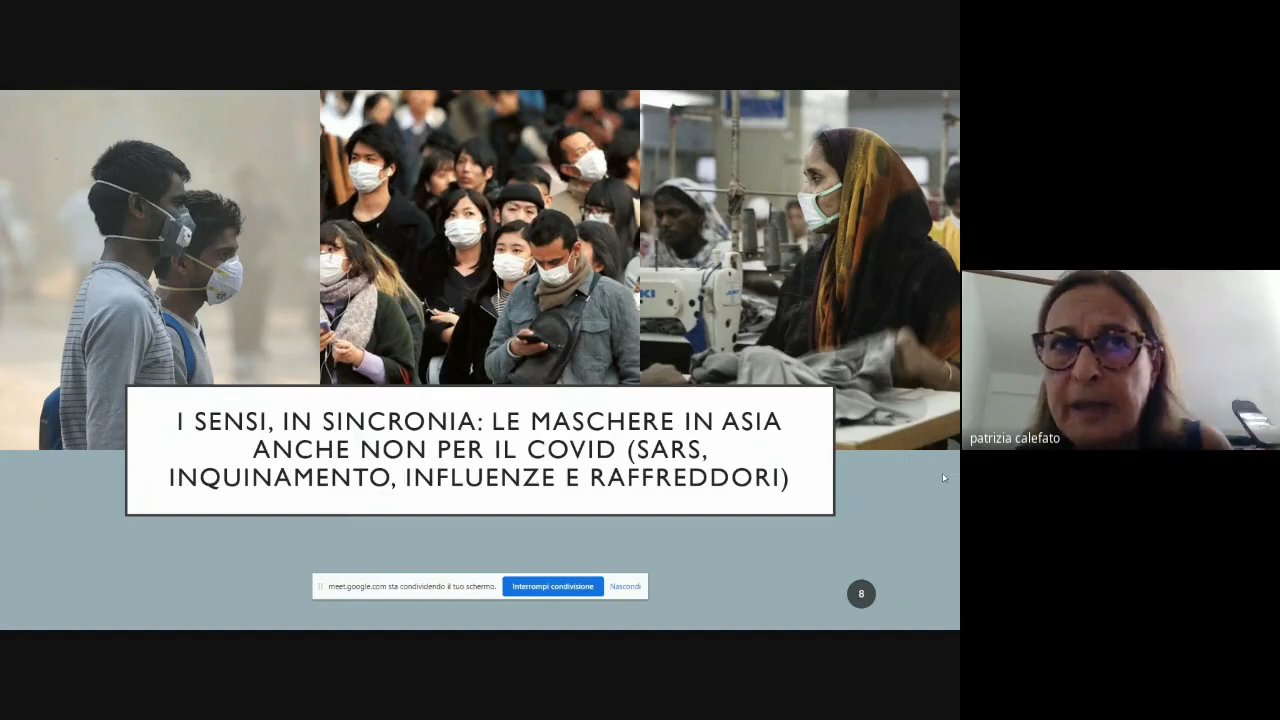 I SENSI, IN SINCRONIA: LE MASCHERE IN ASIA
ANCHE NON PER IL COVID (SARS,
INQUINAMENTO, INFLUENZE E RAFFREDDORI)
patrizia calefato
meet.google.com sta condividendo il tuo schermo.
Interrompi condivisione
Nascondi
8